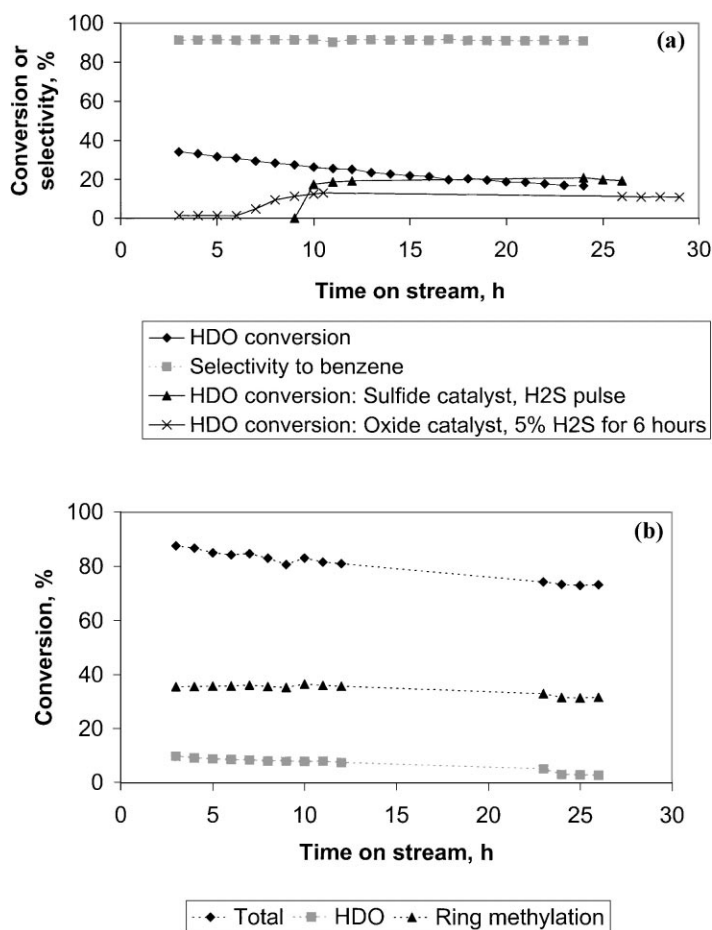 (a)
Conversion or
selectivity, %
100
80
60
40
20
0
0 5 10 15 20 25 30
Time on stream, h
HDO conversion
Selectivity to benzene
HDO conversion: Sulfide catalyst, H2S pulse
HDO conversion: Oxide catalyst, 5% H2S for 6 hours
(b)
Conversion, %
100
80
60
40
20
0
0 5 10 15 20 25 30
Time on stream, h
Total HDO Ring methylation